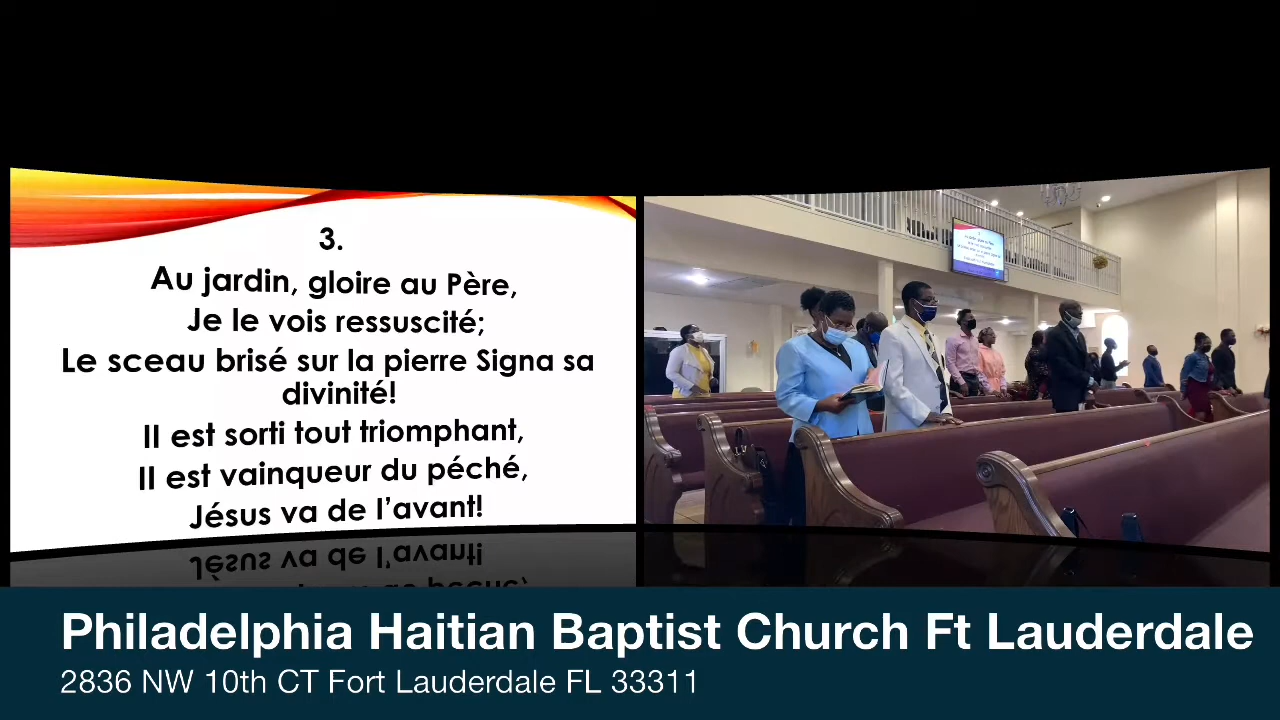 3.
Au jardin, gloire au Père,
Je le vois ressuscité;
Le sceau brisé sur la pierre Signa sa
divinité!
Il est sorti tout triomphant,
Il est vainqueur du péché,
Jésus va de l'avant!
Philadelphia Haitian Baptist Church Ft Lauderdale
2836 NW 10th CT Fort Lauderdale FL 33311